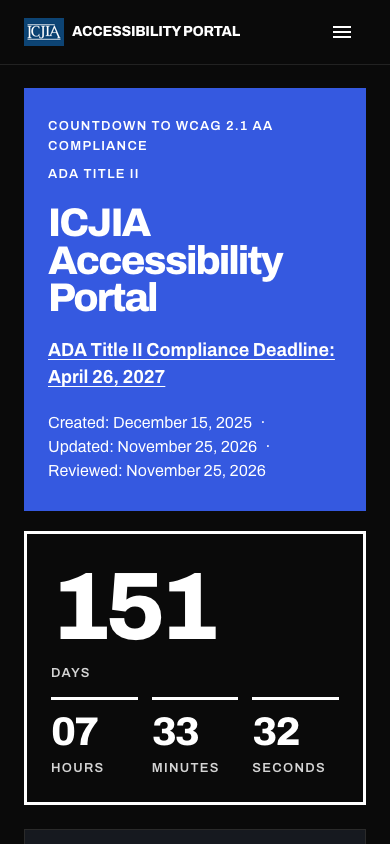 ICJIA ACCESSIBILITY PORTAL
COUNTDOWN TO WCAG 2.1 AA
COMPLIANCE
ADA TITLE II
ICJIA
Accessibility
Portal
ADA Title II Compliance Deadline:
April 26, 2027
Created: December 15, 2025 ·
Updated: November 25, 2026 ·
Reviewed: November 25, 2026
151
DAYS
07 33 32
HOURS MINUTES SECONDS